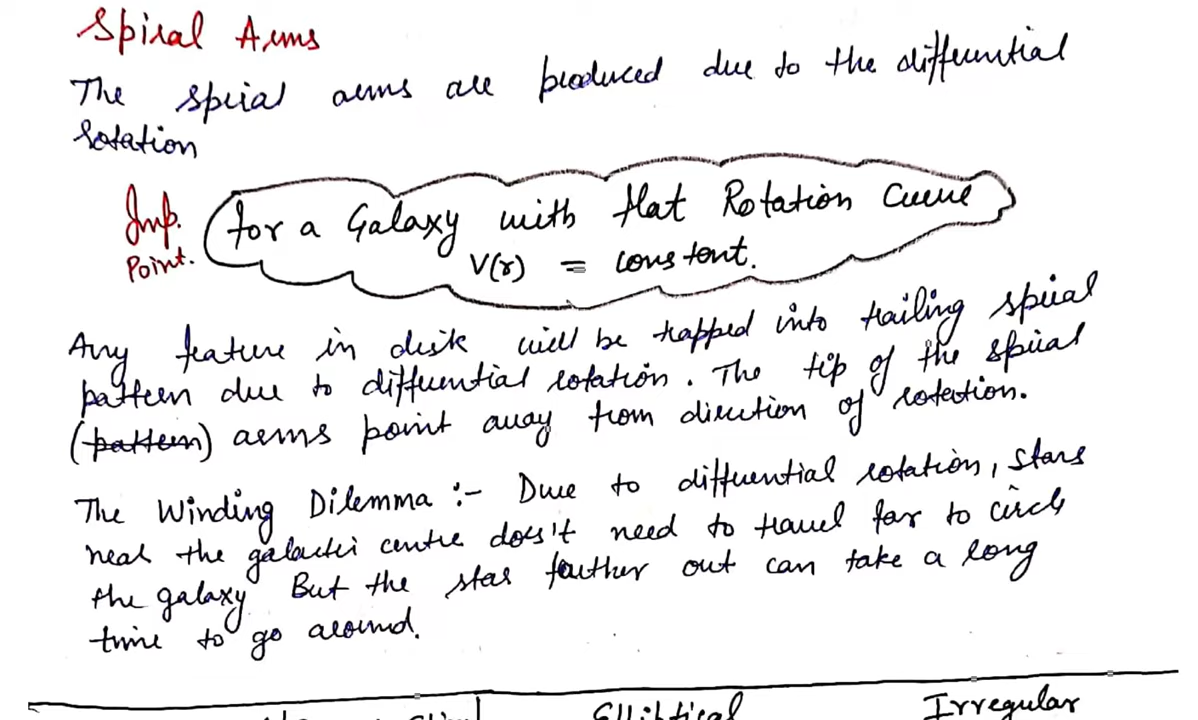 Spiral Arms
The spiral arms are produced due to the differential
rotation
Imp. Point.
for a Galaxy with flat Rotation Curve
V(r) = constant.
Any feature in disk will be trapped into trailing spiral
pattern due to differential rotation. The tip of the spiral
(pattern) arms point away from direction of rotation.
The Winding Dilemma :- Due to differential rotation, stars
near the galactic centre does't need to travel far to circle
the galaxy But the star farther out can take a long
time to go around.
Elliptical Irregular